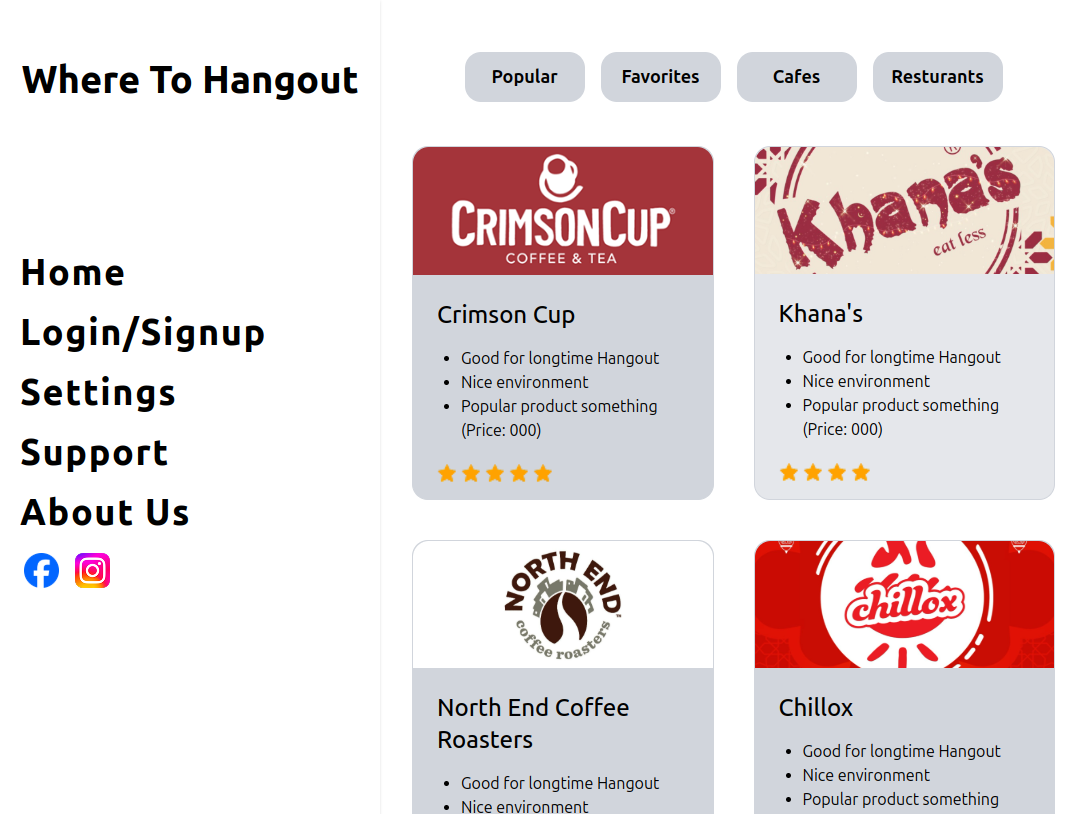 Where To Hangout
Home
Login/Signup
Settings
Support
About Us
Popular
Favorites
Cafes
Resturants
CRIMSONCUP®
COFFEE & TEA
Crimson Cup
Good for longtime Hangout
Nice environment
Popular product something
(Price: 000)
Khana's
eat less
Khana's
Good for longtime Hangout
Nice environment
Popular product something
(Price: 000)
NORTH END
coffee roasters
North End Coffee
Roasters
Good for longtime Hangout
Nice environment
chillox
Chillox
Good for longtime Hangout
Nice environment
Popular product something